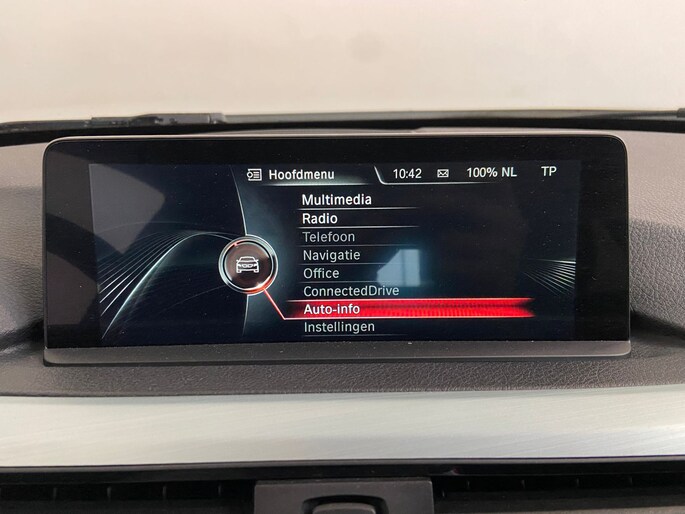 Hoofdmenu 10:42 100% NL TP
Multimedia
Radio
Telefoon
Navigatie
Office
ConnectedDrive
Auto-info
Instellingen